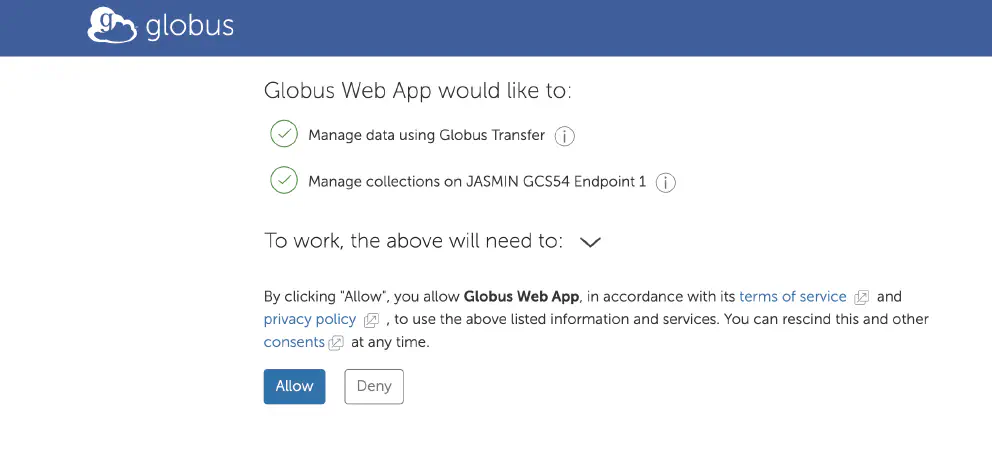 globus
Globus Web App would like to:
Manage data using Globus Transfer
Manage collections on JASMIN GCS54 Endpoint 1
To work, the above will need to:
By clicking "Allow", you allow Globus Web App, in accordance with its terms of service and
privacy policy , to use the above listed information and services. You can rescind this and other
consents at any time.
Allow Deny